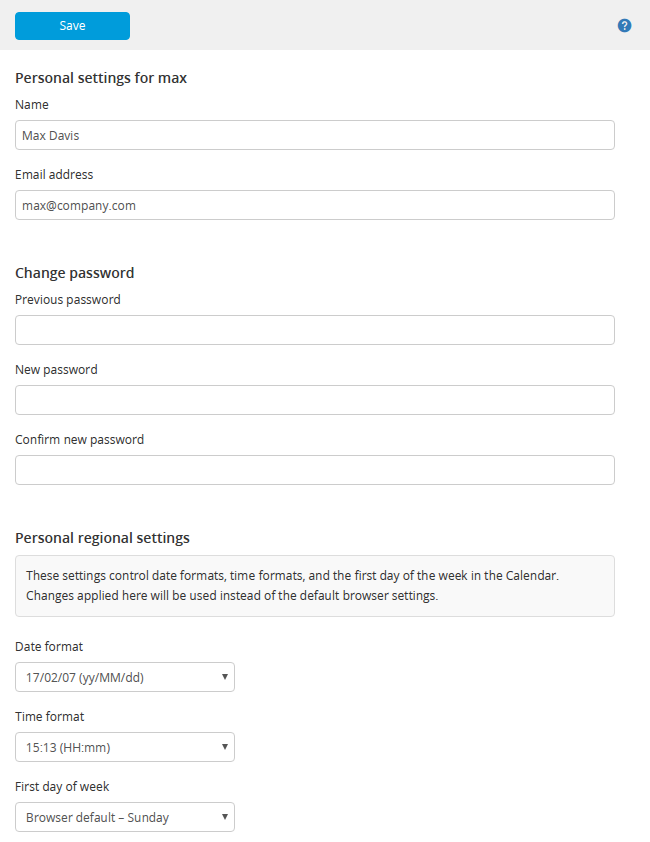 Save
?
Personal settings for max
Name
Max Davis
Email address
max@company.com
Change password
Previous password
New password
Confirm new password
Personal regional settings
These settings control date formats, time formats, and the first day of the week in the Calendar.
Changes applied here will be used instead of the default browser settings.
Date format
17/02/07 (yy/MM/dd)
Time format
15:13 (HH:mm)
First day of week
Browser default – Sunday